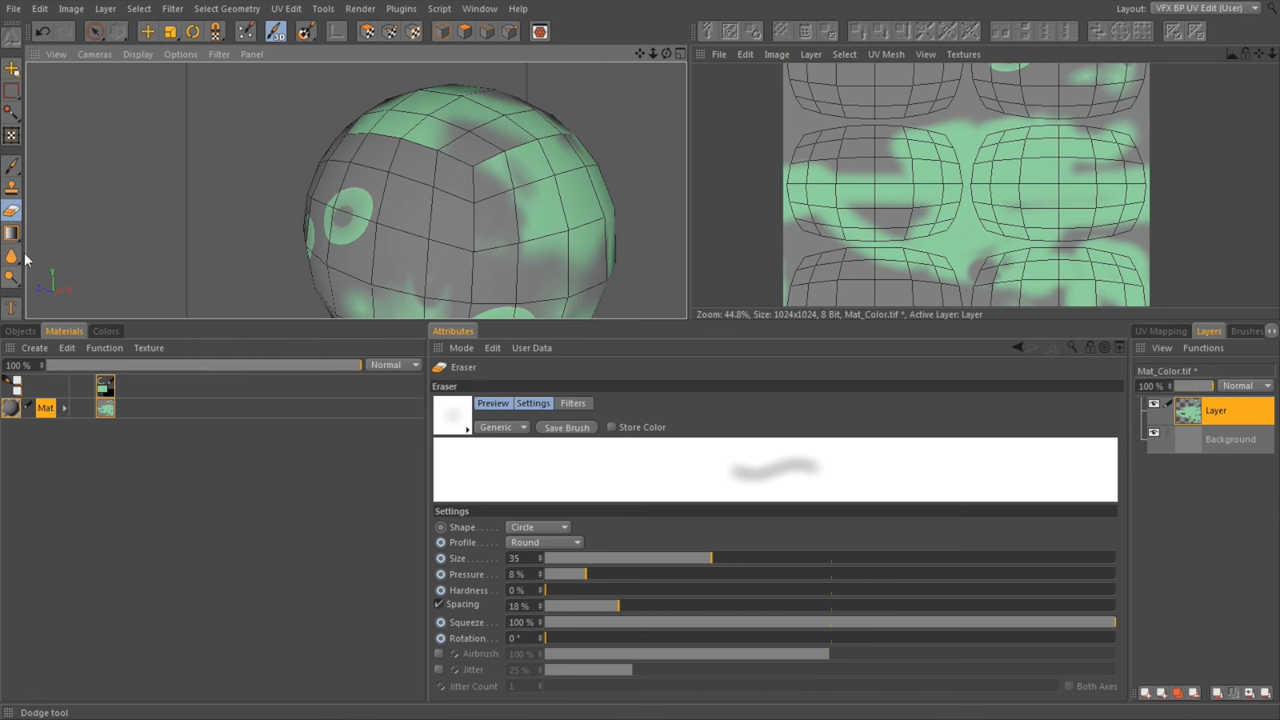 File Edit Image Layer Select Filter Select Geometry UV Edit Tools Render Plugins Script Window Help Layout: VFX BP UV Edit (User)
3D
View Cameras Display Options Filter Panel
File Edit Image Layer Select UV Mesh View Textures
Y
Zoom: 44.8%, Size: 1024x1024, 8 Bit, Mat_Color.tif *, Active Layer: Layer
Objects Materials Colors
Attributes
UV Mapping Layers Brushes
Create Edit Function Texture
Mode Edit User Data
View Functions
100 % Normal
Eraser
Mat_Color.tif *
100 % Normal
Eraser
Mat
Preview Settings Filters
Layer
Generic Save Brush Store Color
Background
Settings
Shape . . . . . Circle
Profile. . . . . Round
Size. . . . . . . 35
Pressure . . . 8 %
Hardness . . 0 %
Spacing 18 %
Squeeze . . . 100 %
Rotation. . . 0 °
Airbrush 100 %
Jitter 25 %
Jitter Count 1 Both Axes
Dodge tool